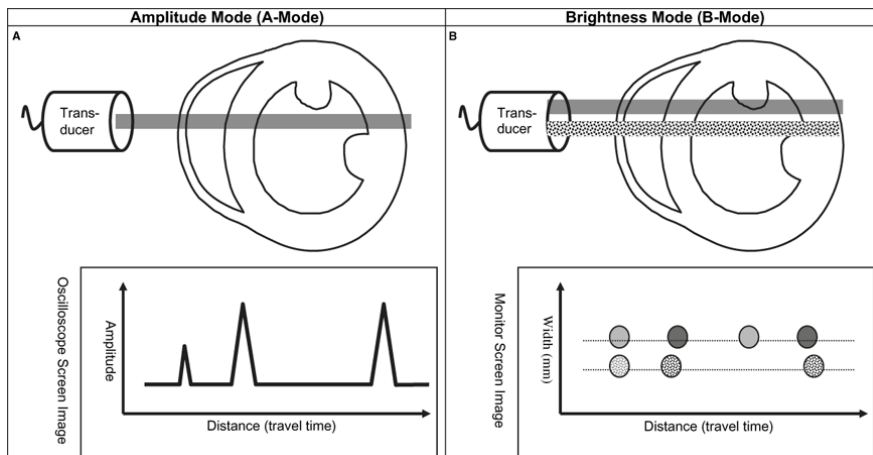 Amplitude Mode (A-Mode)
Brightness Mode (B-Mode)
A
Trans-
ducer
Oscilloscope Screen Image
Amplitude
Distance (travel time)
B
Trans-
ducer
Monitor Screen Image
Width (mm)
Distance (travel time)